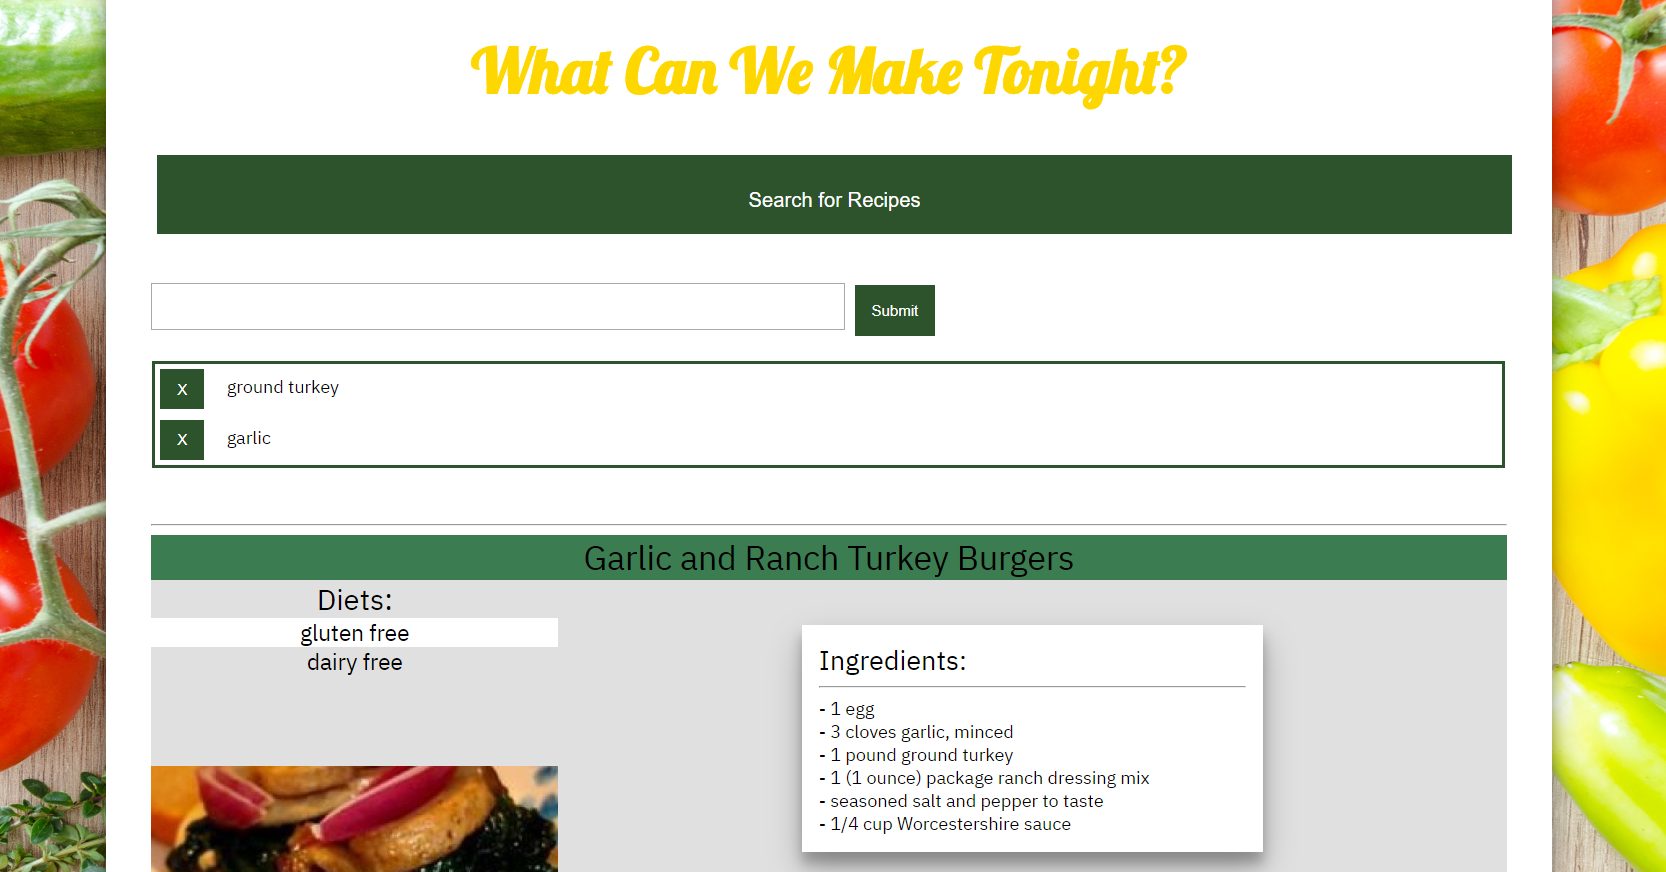 What Can We Make Tonight?
Search for Recipes
Submit
X ground turkey
X garlic
Garlic and Ranch Turkey Burgers
Diets:
gluten free
dairy free
Ingredients:
- 1 egg
- 3 cloves garlic, minced
- 1 pound ground turkey
- 1 (1 ounce) package ranch dressing mix
- seasoned salt and pepper to taste
- 1/4 cup Worcestershire sauce